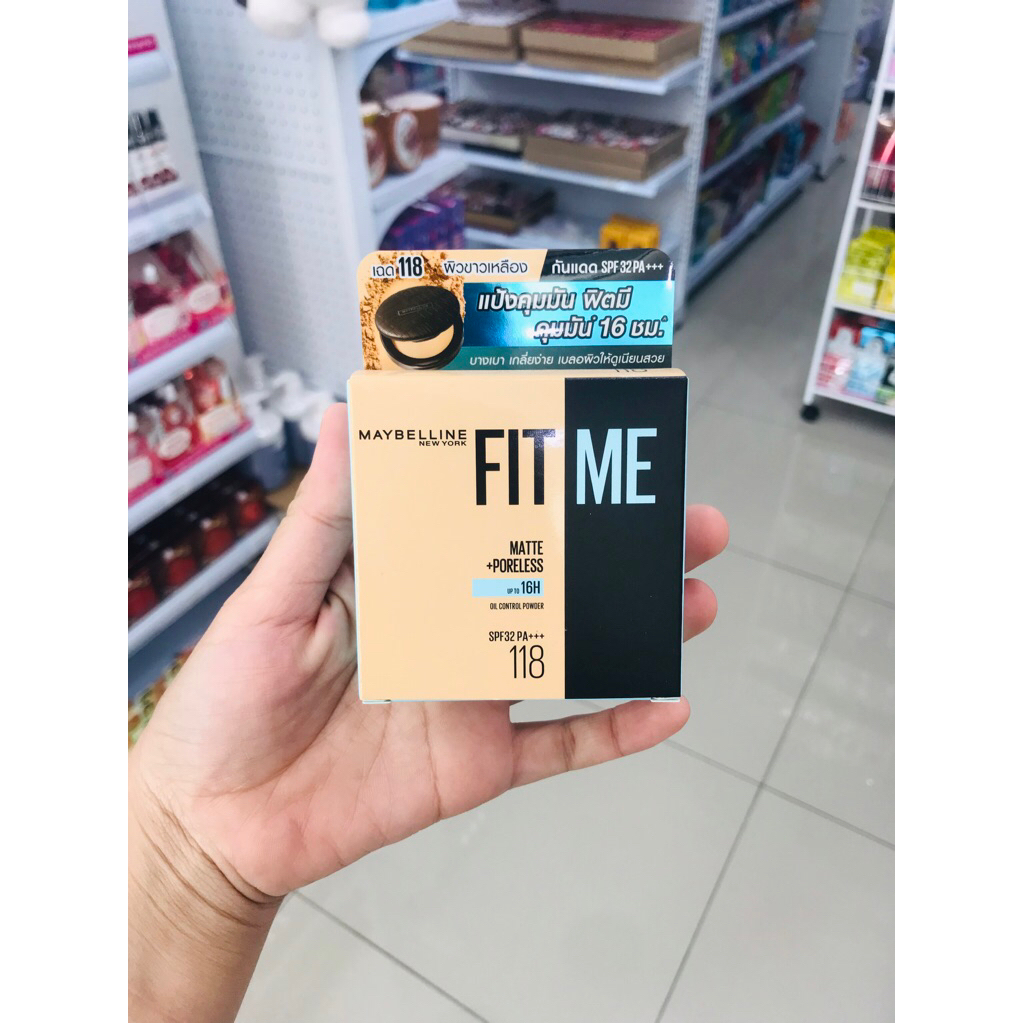 เฉด 118 ผิวขาวเหลือง กันแดด SPF 32 PA+++
แป้งคุมมัน ฟิตมี
คุมมัน 16 ชม.^
บางเบา เกลี่ยง่าย เบลอผิวให้ดูเนียนสวย
118
MAYBELLINE
NEW YORK
FIT ME
MATTE
+PORELESS
UP TO 16H
OIL CONTROL POWDER
SPF32 PA+++
118